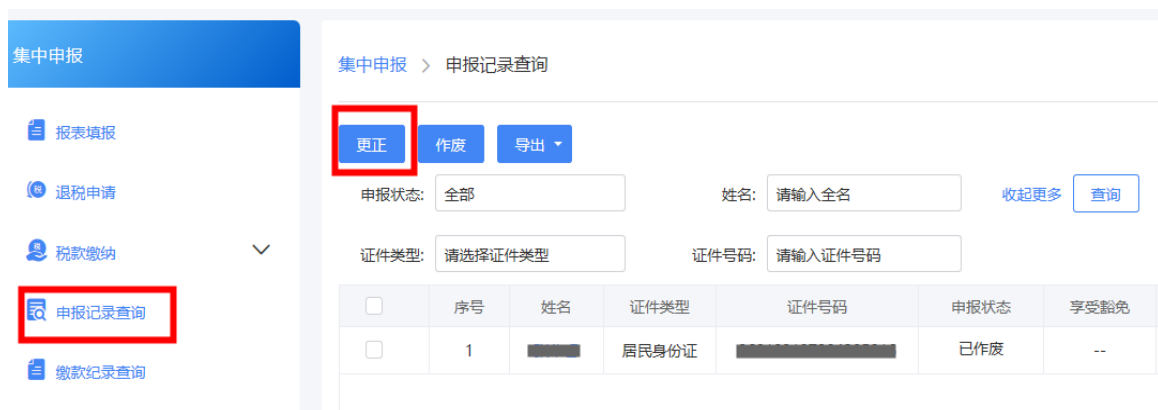 集中申报
报表填报
退税申请
税款缴纳
申报记录查询
缴款纪录查询
集中申报 > 申报记录查询
更正 作废 导出
申报状态: 全部 姓名: 请输入全名 收起更多 查询
证件类型: 请选择证件类型 证件号码: 请输入证件号码
序号 姓名 证件类型 证件号码 申报状态 享受豁免
1 居民身份证 已作废 --